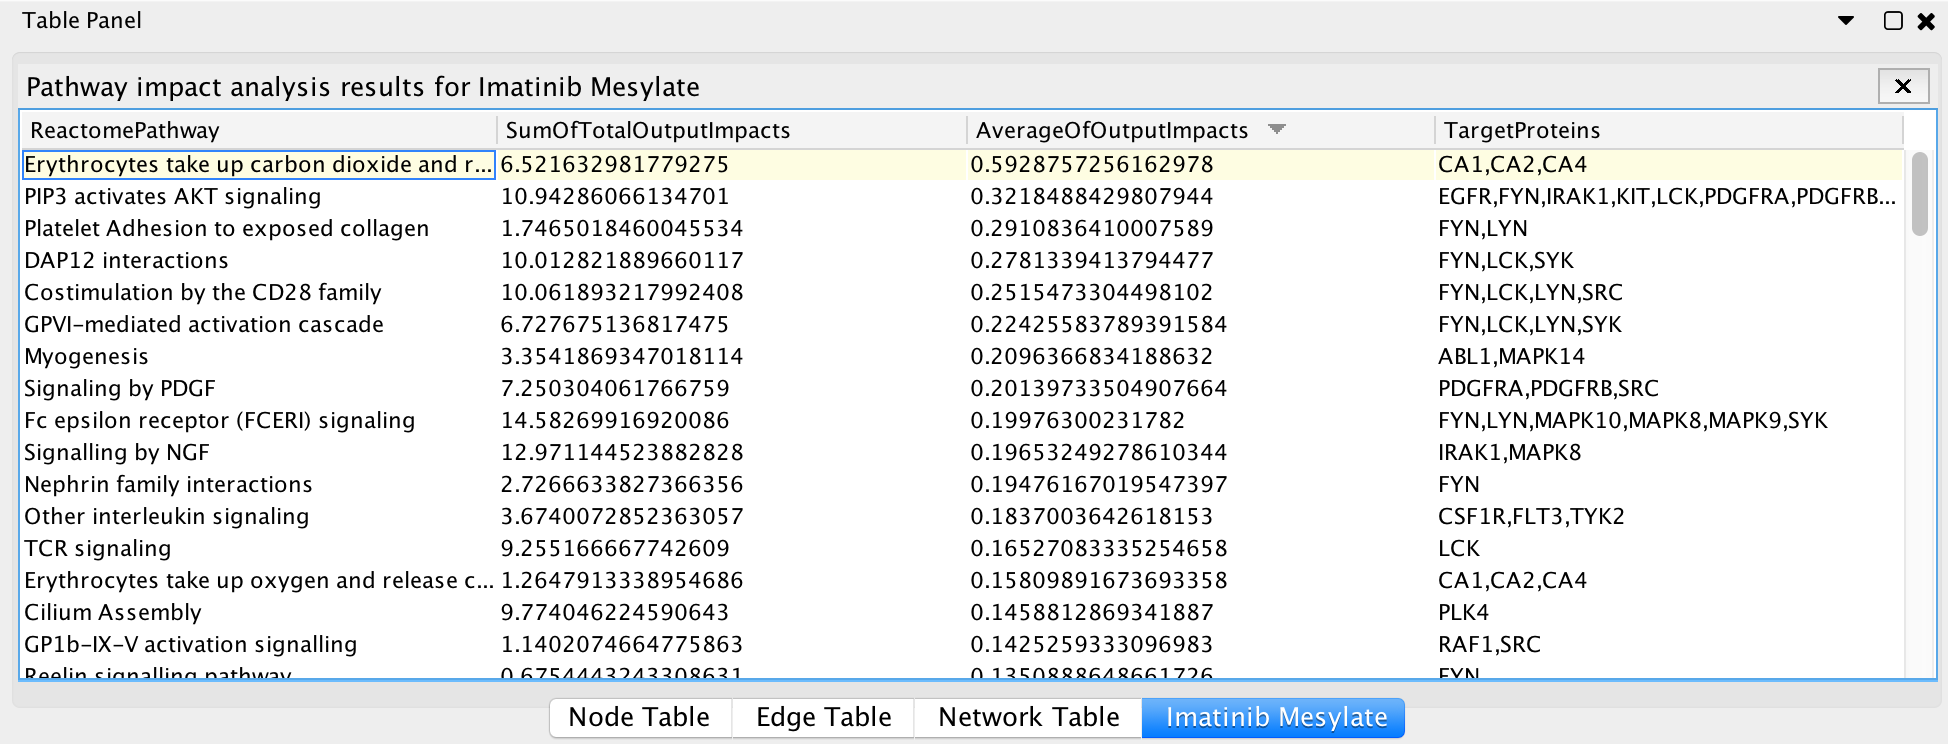 Table Panel
Pathway impact analysis results for Imatinib Mesylate
ReactomePathway SumOfTotalOutputImpacts AverageOfOutputImpacts TargetProteins
Erythrocytes take up carbon dioxide and r... 6.521632981779275 0.5928757256162978 CA1,CA2,CA4
PIP3 activates AKT signaling 10.94286066134701 0.3218488429807944 EGFR,FYN,IRAK1,KIT,LCK,PDGFRA,PDGFRB...
Platelet Adhesion to exposed collagen 1.7465018460045534 0.2910836410007589 FYN,LYN
DAP12 interactions 10.012821889660117 0.2781339413794477 FYN,LCK,SYK
Costimulation by the CD28 family 10.061893217992408 0.2515473304498102 FYN,LCK,LYN,SRC
GPVI-mediated activation cascade 6.727675136817475 0.22425583789391584 FYN,LCK,LYN,SYK
Myogenesis 3.3541869347018114 0.2096366834188632 ABL1,MAPK14
Signaling by PDGF 7.250304061766759 0.20139733504907664 PDGFRA,PDGFRB,SRC
Fc epsilon receptor (FCERI) signaling 14.58269916920086 0.19976300231782 FYN,LYN,MAPK10,MAPK8,MAPK9,SYK
Signalling by NGF 12.971144523882828 0.19653249278610344 IRAK1,MAPK8
Nephrin family interactions 2.7266633827366356 0.19476167019547397 FYN
Other interleukin signaling 3.6740072852363057 0.1837003642618153 CSF1R,FLT3,TYK2
TCR signaling 9.255166667742609 0.16527083335254658 LCK
Erythrocytes take up oxygen and release c... 1.2647913338954686 0.15809891673693358 CA1,CA2,CA4
Cilium Assembly 9.774046224590643 0.1458812869341887 PLK4
GP1b-IX-V activation signalling 1.1402074664775863 0.1425259333096983 RAF1,SRC
Reelin signalling pathway 0.6754443243308631 0.1350888648661726 FYN
Node Table Edge Table Network Table Imatinib Mesylate